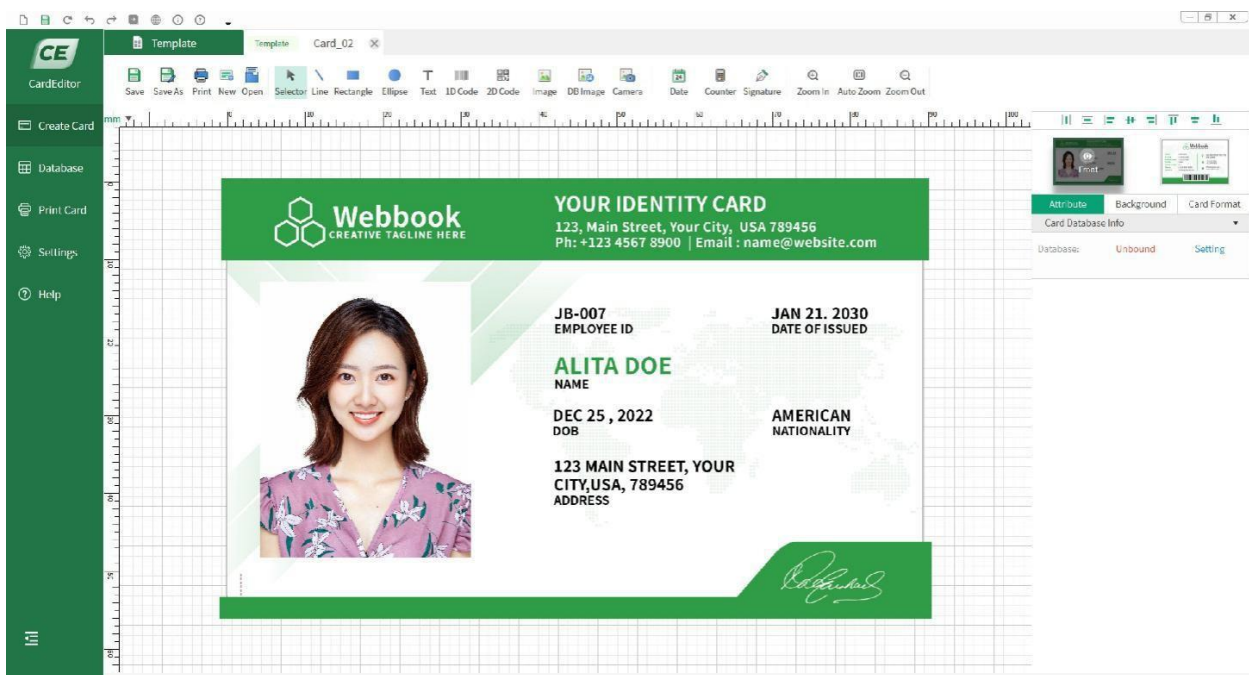 Template
Template
Card_02
CE
CardEditor
Save
Save As
Print
New
Open
Selector
Line
Rectangle
Ellipse
Text
1D Code
2D Code
Image
DB Image
Camera
Date
Counter
Signature
Zoom In
Auto Zoom
Zoom Out
mm
Create Card
Database
Print Card
Settings
Help
Webbook
CREATIVE TAGLINE HERE
YOUR IDENTITY CARD
123, Main Street, Your City, USA 789456
Ph: +123 4567 8900 | Email : name@website.com
JB-007
EMPLOYEE ID
JAN 21. 2030
DATE OF ISSUED
ALITA DOE
NAME
DEC 25 , 2022
DOB
AMERICAN
NATIONALITY
123 MAIN STREET, YOUR
CITY,USA, 789456
ADDRESS
Webbook
Attribute
Background
Card Format
Card Database Info
Database:
Unbound
Setting